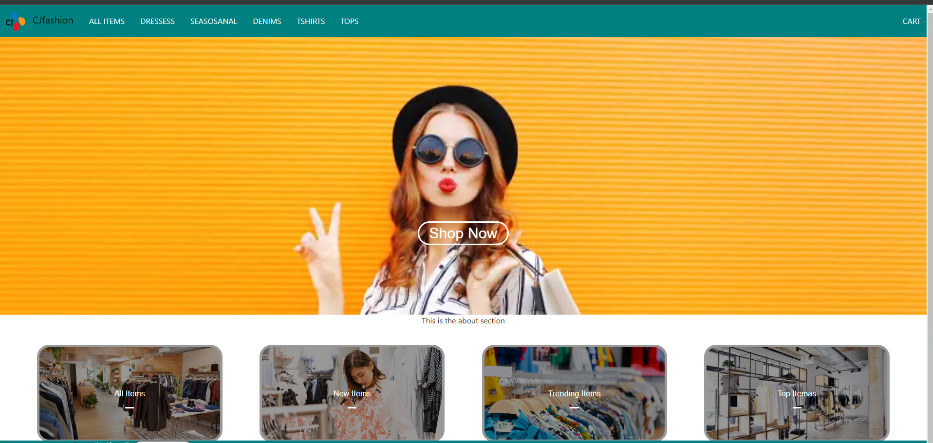 CJ CJfashion ALL ITEMS DRESSESS SEASOSANAL DENIMS TSHIRTS TOPS CART
Shop Now
This is the about section
All Items New Items Trending Items Top Itemas